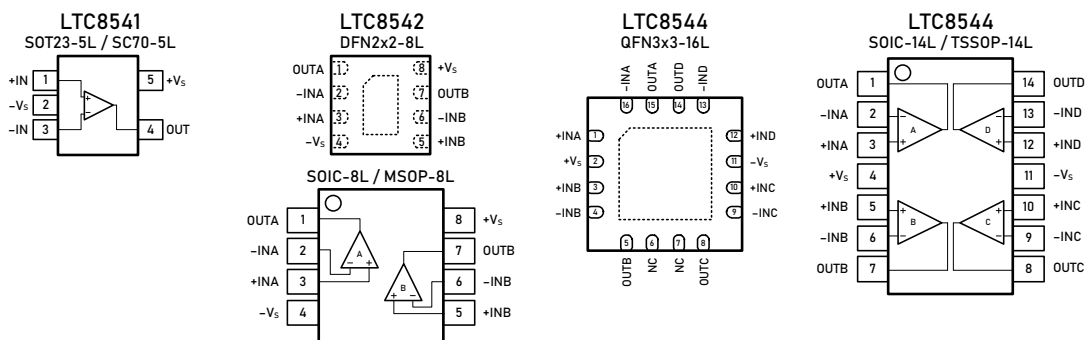 LTC8541
SOT23-5L / SC70-5L
+IN 1
–VS 2
–IN 3
5 +VS
4 OUT
+
–
LTC8542
DFN2x2-8L
OUTA 1
–INA 2
+INA 3
–VS 4
8 +VS
7 OUTB
6 –INB
5 +INB
SOIC-8L / MSOP-8L
OUTA 1
–INA 2
+INA 3
–VS 4
8 +VS
7 OUTB
6 –INB
5 +INB
A
– +
B
+ –
LTC8544
QFN3x3-16L
–INA OUTA OUTD –IND
16 15 14 13
+INA 1
+VS 2
+INB 3
–INB 4
12 +IND
11 –VS
10 +INC
9 –INC
5 6 7 8
OUTB NC NC OUTC
LTC8544
SOIC-14L / TSSOP-14L
OUTA 1
–INA 2
+INA 3
+VS 4
+INB 5
–INB 6
OUTB 7
14 OUTD
13 –IND
12 +IND
11 –VS
10 +INC
9 –INC
8 OUTC
– –
A D
+ +
+ +
B C
– –